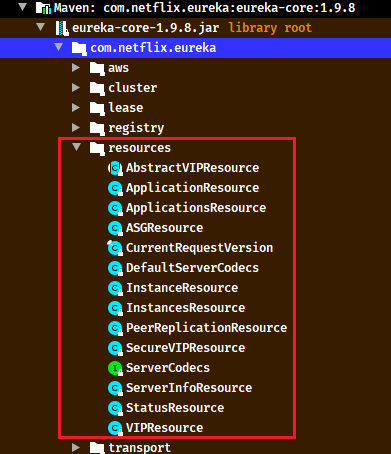 Maven: com.netflix.eureka:eureka-core:1.9.8
eureka-core-1.9.8.jar library root
com.netflix.eureka
aws
cluster
lease
registry
resources
AbstractVIPResource
ApplicationResource
ApplicationsResource
ASGResource
CurrentRequestVersion
DefaultServerCodecs
InstanceResource
InstancesResource
PeerReplicationResource
SecureVIPResource
ServerCodecs
ServerInfoResource
StatusResource
VIPResource
transport